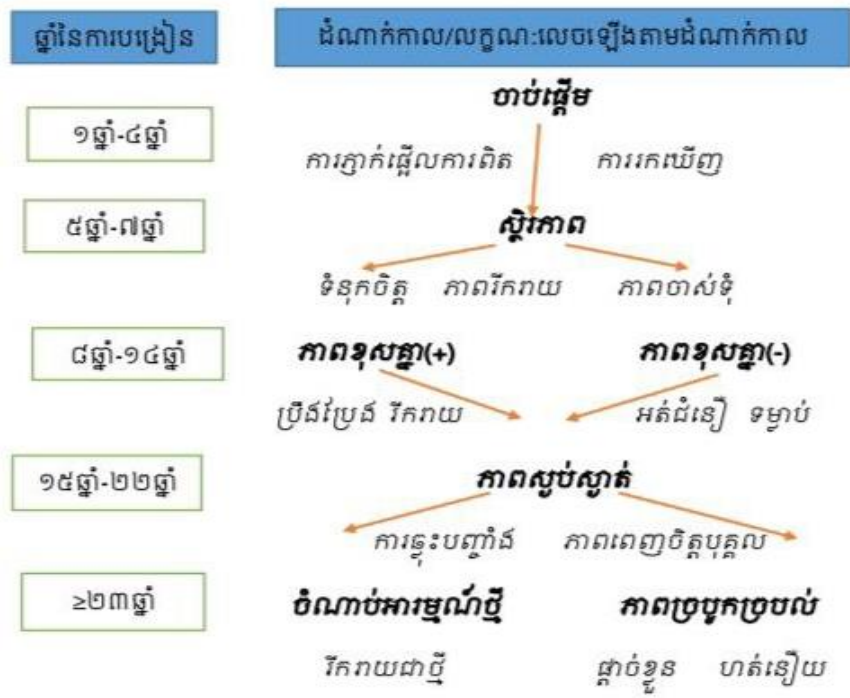 ឆ្នាំនៃការបង្រៀន ដំណាក់កាល/លក្ខណៈលេចឡើងតាមដំណាក់កាល
ចាប់ផ្ដើម
១ឆ្នាំ-៤ឆ្នាំ
ការភ្ញាក់ផ្អើលការពិត ការរកឃើញ
៥ឆ្នាំ-៧ឆ្នាំ
ស្ថិរភាព
ទំនុកចិត្ត ភាពរីករាយ ភាពចាស់ទុំ
៨ឆ្នាំ-១៤ឆ្នាំ ភាពខុសគ្នា(+) ភាពខុសគ្នា(-)
ប្រឹងប្រែង រីករាយ អត់ជំនឿ ទម្លាប់
១៥ឆ្នាំ-២២ឆ្នាំ ភាពស្ងប់ស្ងាត់
ការឆ្លុះបញ្ចាំង ភាពពេញចិត្តបុគ្គល
≥២៣ឆ្នាំ ចំណាប់អារម្មណ៍ថ្មី ភាពច្របូកច្របល់
រីករាយជាថ្មី ផ្ដាច់ខ្លួន ហត់នឿយ